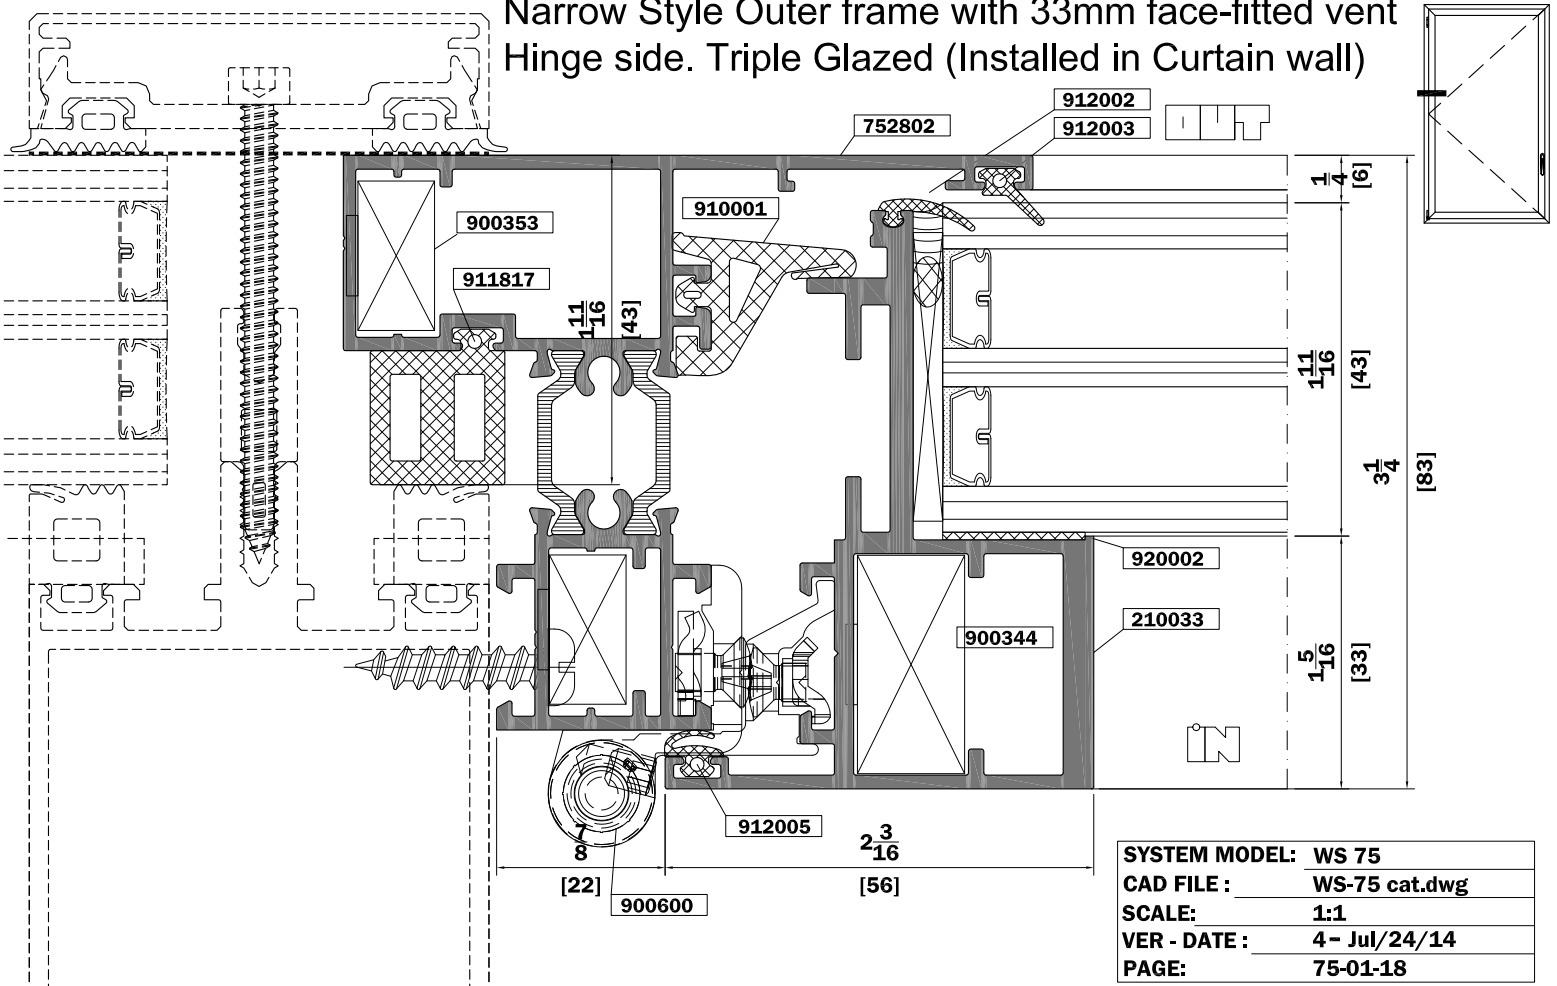 Narrow Style Outer frame with 33mm face-fitted vent
Hinge side. Triple Glazed (Installed in Curtain wall)
912002
OUT
752802
912003
1/4
[6]
900353
910001
911817
1 11/16
[43]
1 11/16
[43]
3 1/4
[83]
920002
210033
900344
1 5/16
[33]
iN
912005
7/8
[22]
2 3/16
[56]
900600
SYSTEM MODEL: WS 75
CAD FILE : WS-75 cat.dwg
SCALE: 1:1
VER - DATE : 4- Jul/24/14
PAGE: 75-01-18